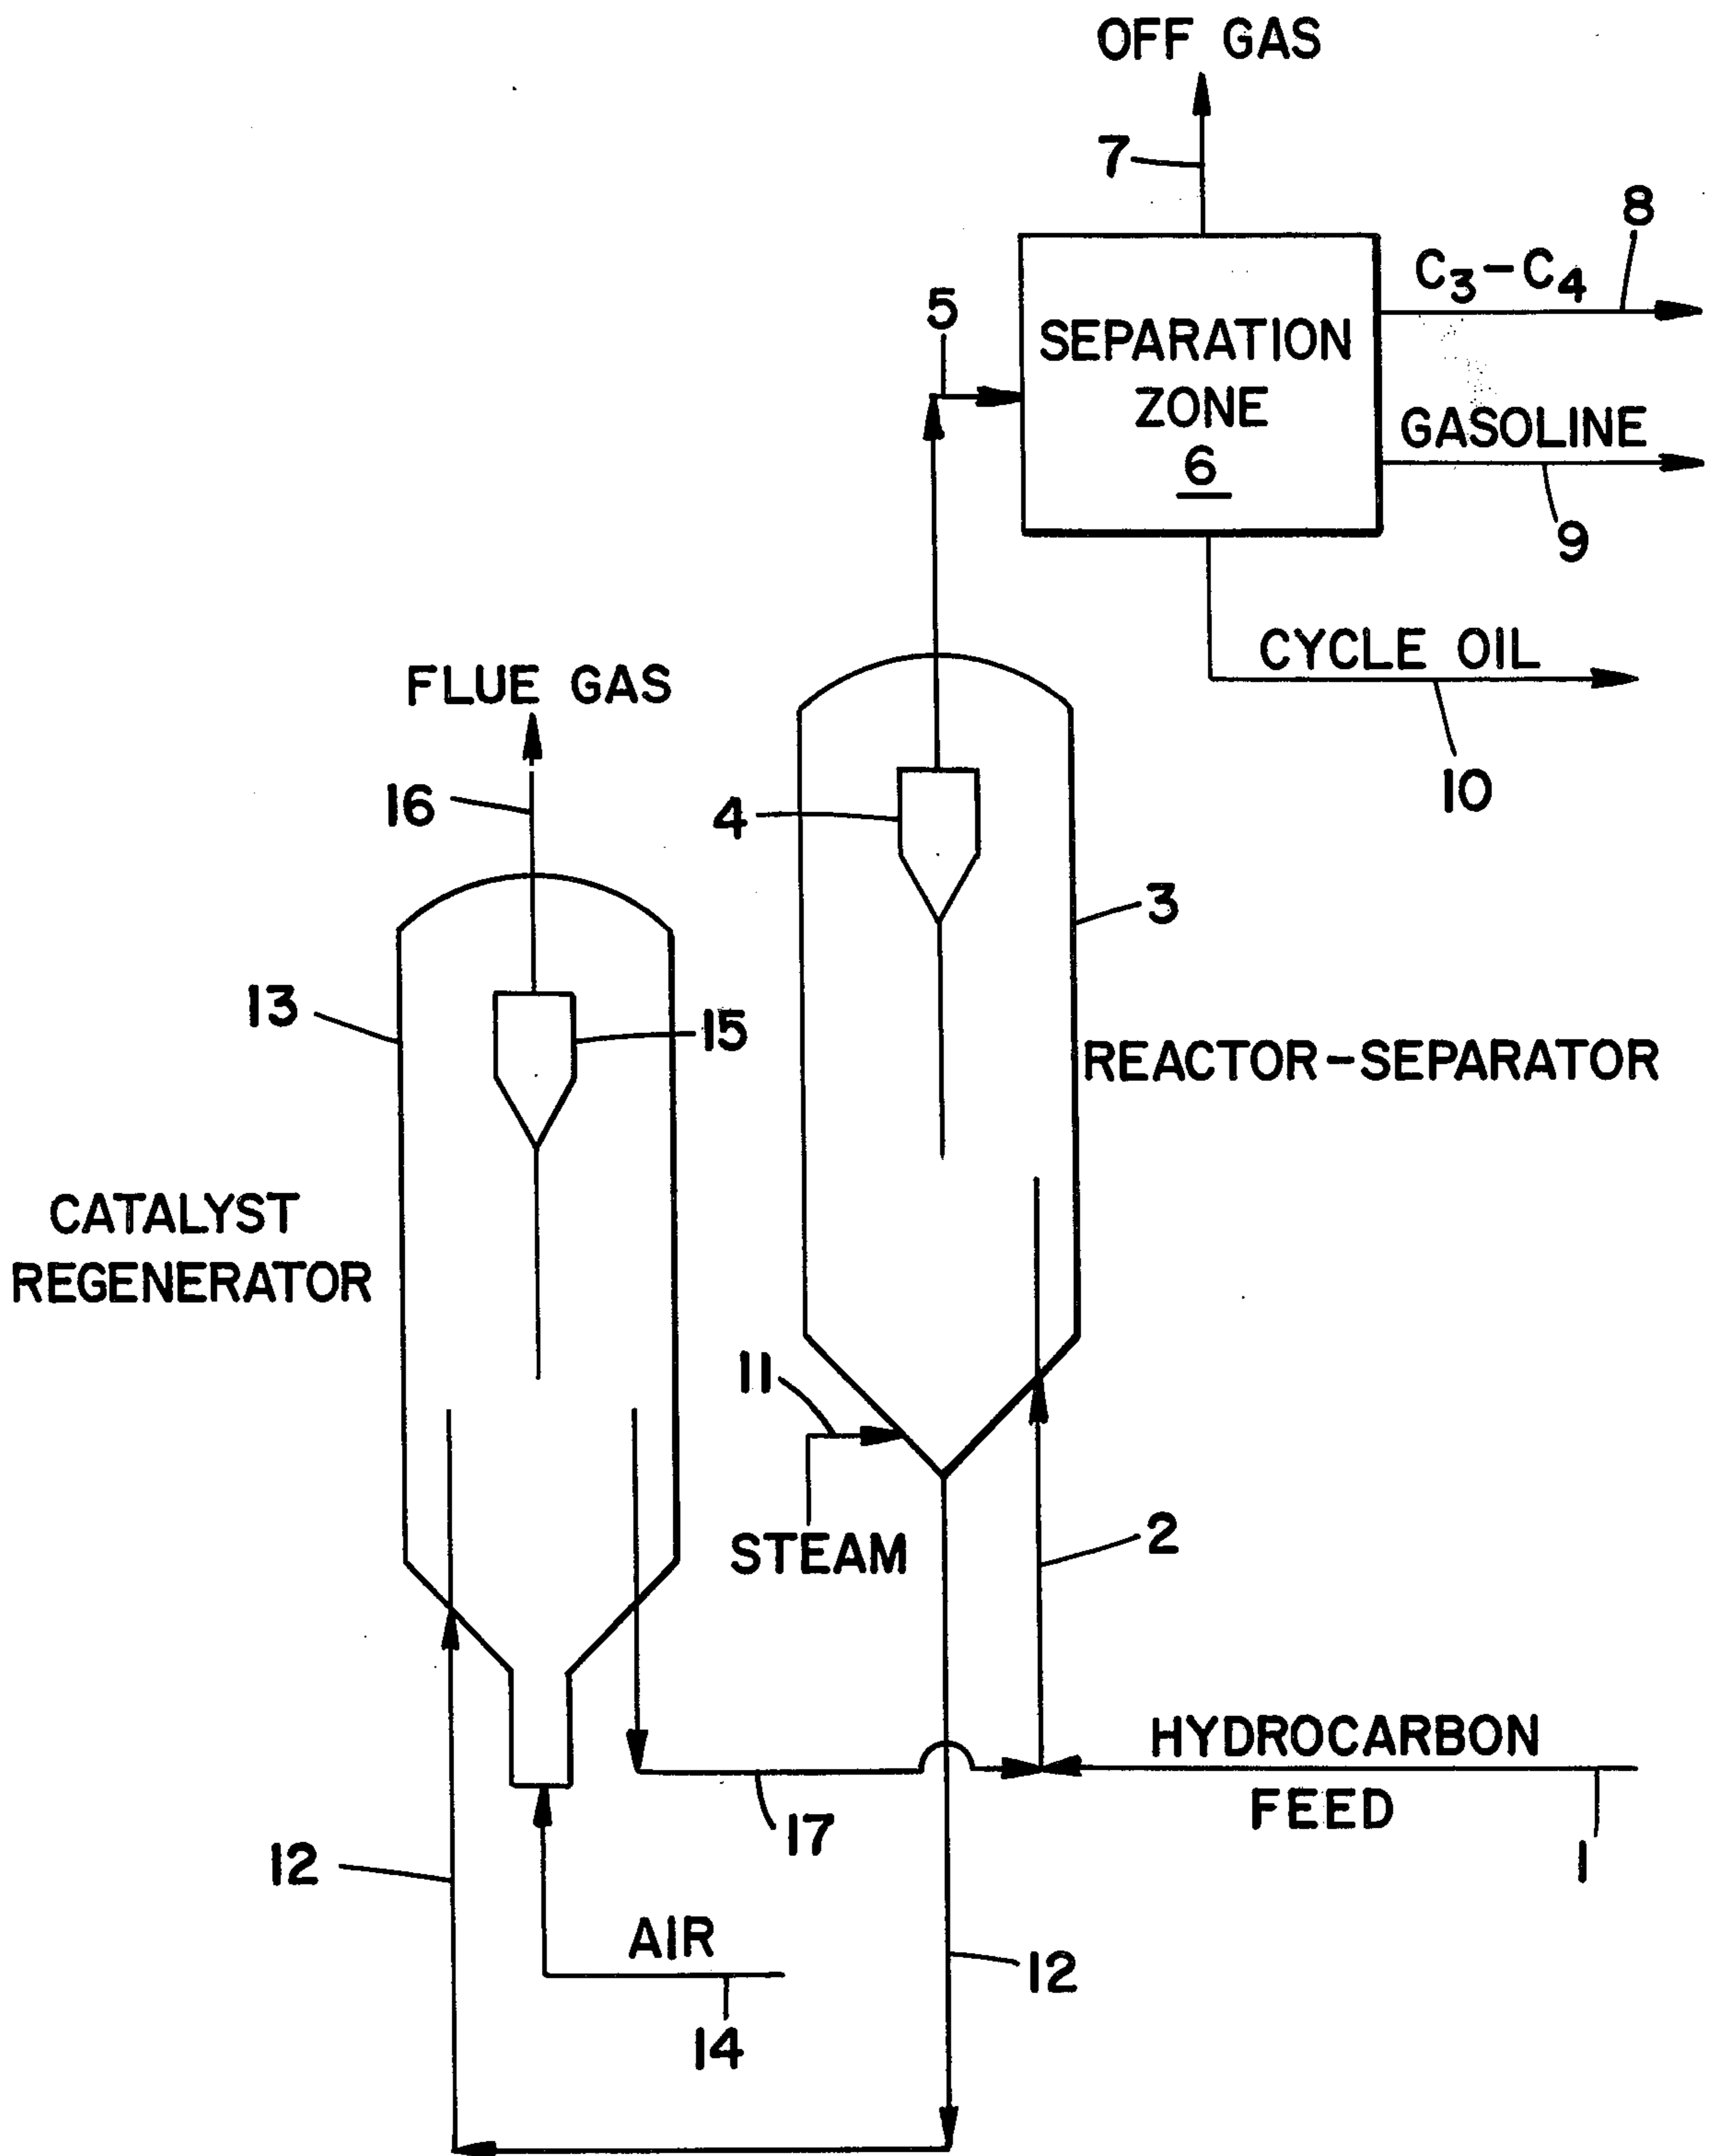 OFF GAS
7
8
C₃-C₄
5
SEPARATION
ZONE
6
GASOLINE
9
CYCLE OIL
10
FLUE GAS
16
4
3
13
15
REACTOR-SEPARATOR
CATALYST
REGENERATOR
11
STEAM
2
HYDROCARBON
FEED
17
1
12
AIR
12
14